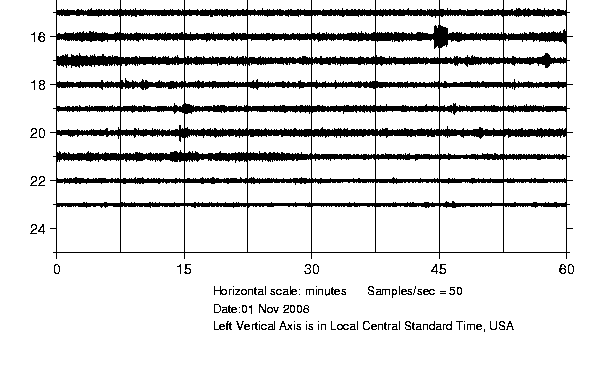 16
18
20
22
24
0 15 30 45 60
Horizontal scale: minutes Samples/sec = 50
Date:01 Nov 2008
Left Vertical Axis is in Local Central Standard Time, USA